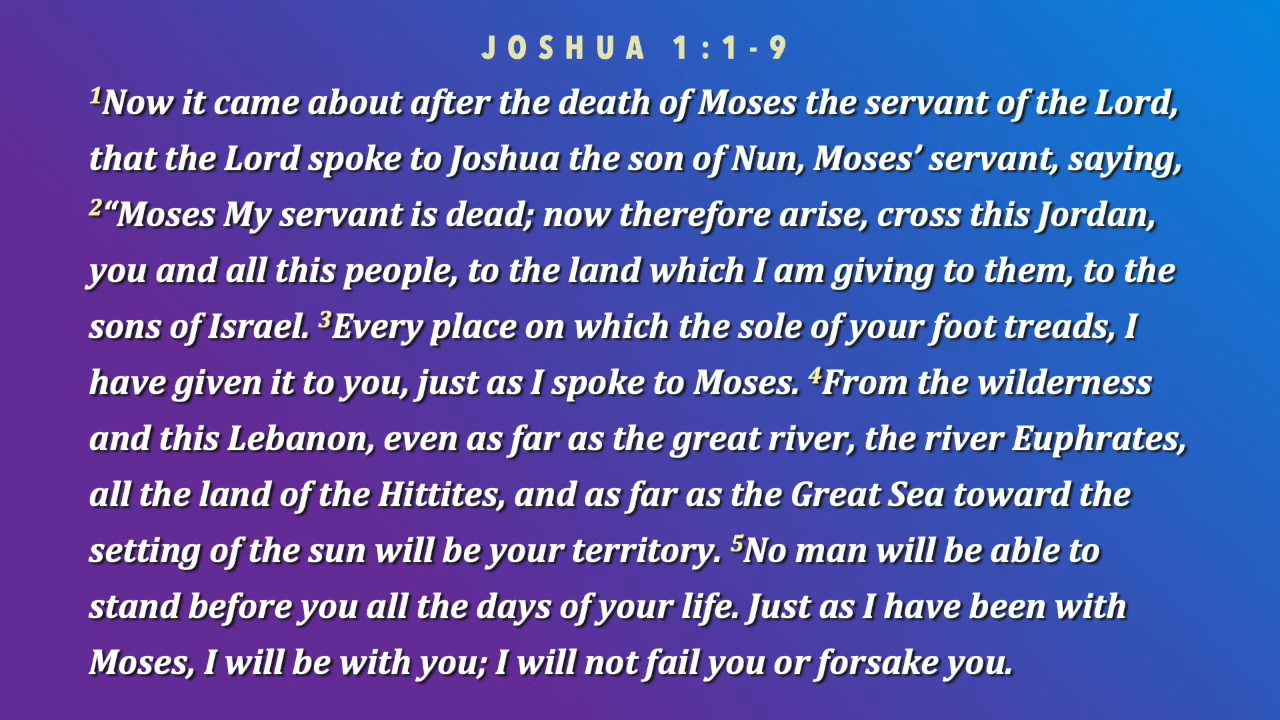 JOSHUA 1:1-9
¹Now it came about after the death of Moses the servant of the Lord,
that the Lord spoke to Joshua the son of Nun, Moses’ servant, saying,
²“Moses My servant is dead; now therefore arise, cross this Jordan,
you and all this people, to the land which I am giving to them, to the
sons of Israel. ³Every place on which the sole of your foot treads, I
have given it to you, just as I spoke to Moses. ⁴From the wilderness
and this Lebanon, even as far as the great river, the river Euphrates,
all the land of the Hittites, and as far as the Great Sea toward the
setting of the sun will be your territory. ⁵No man will be able to
stand before you all the days of your life. Just as I have been with
Moses, I will be with you; I will not fail you or forsake you.